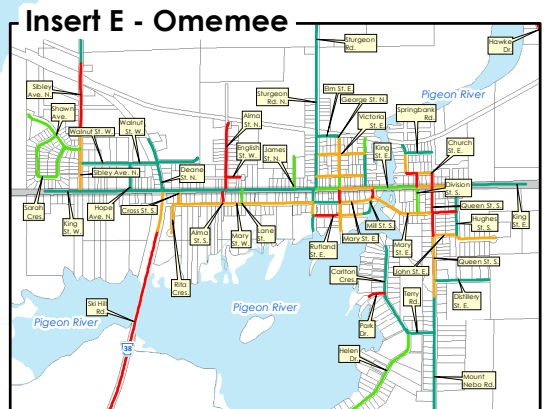 Insert E - Omemee
Sturgeon
Rd.
Hawke
Dr.
Sibley
Ave. N.
Shawn
Ave.
Walnut St. W.
Walnut
St. W.
Sturgeon
Rd. N.
Alma
St. N.
English
St. W.
James
St. N.
Elm St. E.
George St. N.
Victoria
St. E.
King
St. E.
Pigeon River
Springbank
Rd.
Church
St. E.
Sibley Ave. N.
Deane
St. N.
Division
St. S.
Sarah
Cres.
King
St. W.
Hope
Ave. N.
Cross St. S.
Alma
St. S.
Mary
St. W.
Lane
St.
Rutland
St. E.
Mary St. E.
Mill St. S.
Mary
St. E.
John St. E.
Queen St. S.
Hughes
St. S.
King
St. E.
Queen St. S.
Rita
Cres.
Carlton
Cres.
Terry
Rd.
Distillery
St. E.
Ski Hill
Rd.
Pigeon River
Pigeon River
38
Park
Dr.
Helen
Dr.
Mount
Nebo Rd.